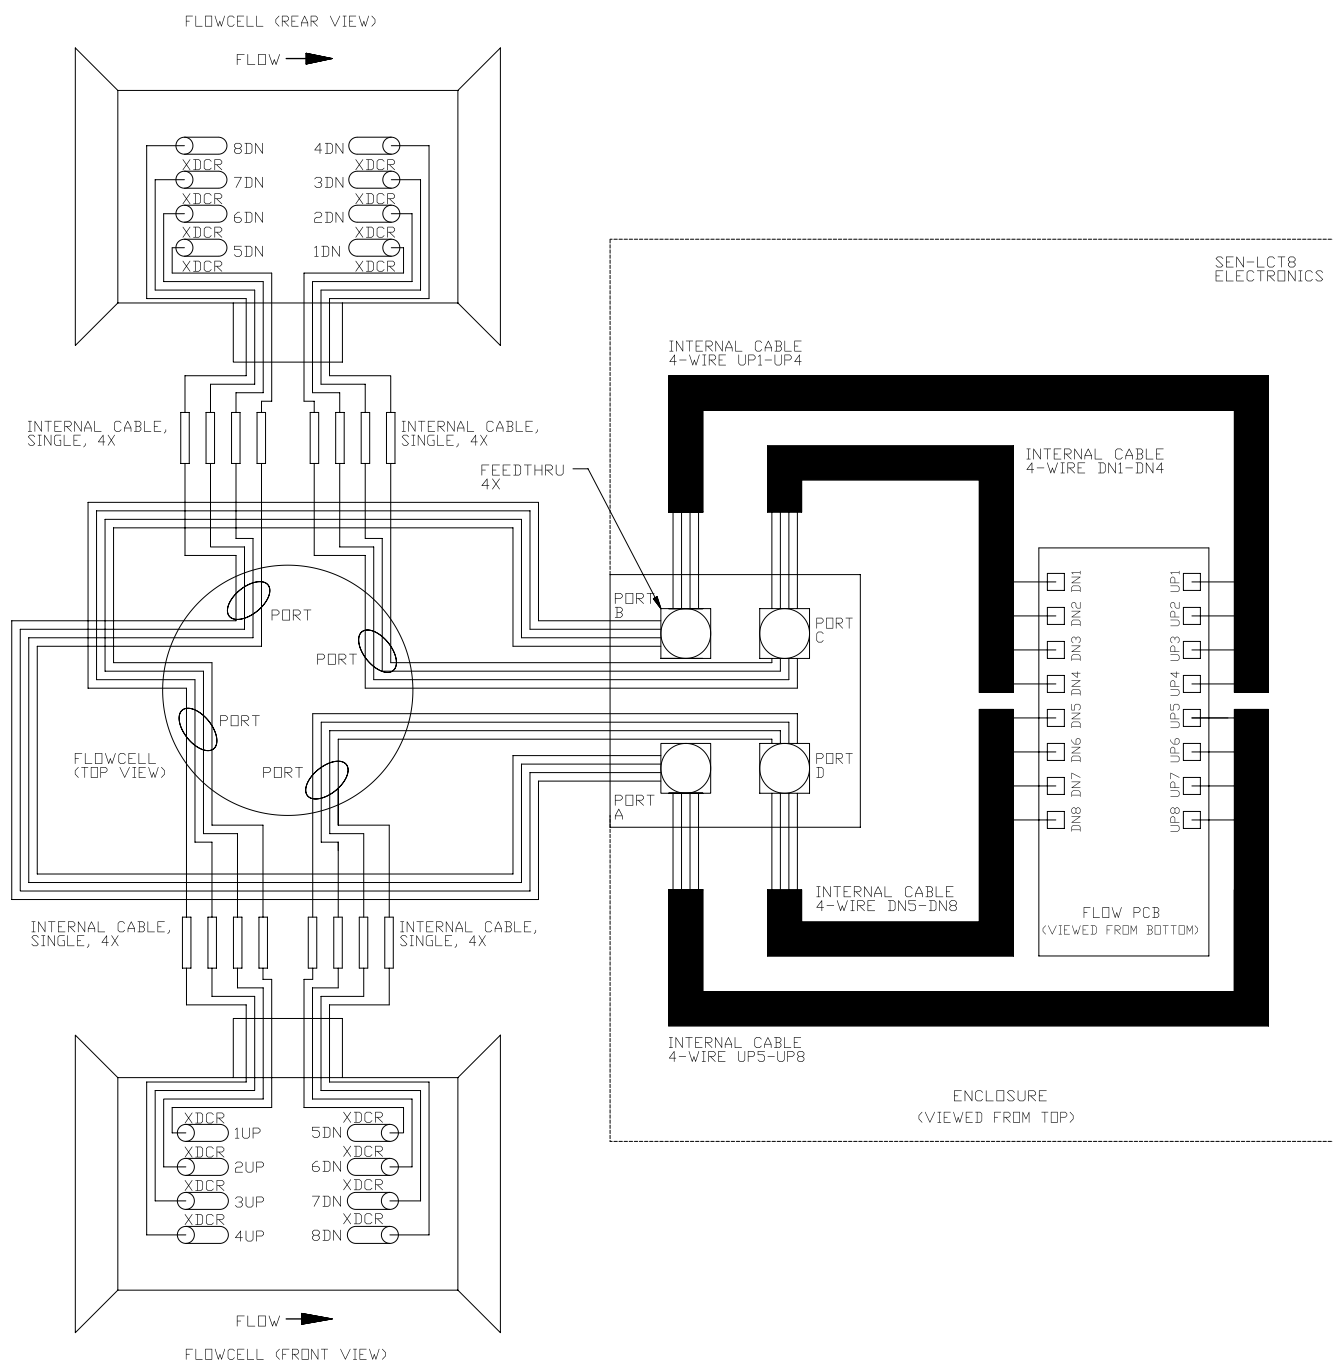 FLOWCELL (REAR VIEW)
FLOW
8DN
4DN
XDCR
XDCR
7DN
3DN
XDCR
XDCR
6DN
2DN
XDCR
XDCR
5DN
1DN
XDCR
XDCR
SEN-LCT8
ELECTRONICS
INTERNAL CABLE
4-WIRE UP1-UP4
INTERNAL CABLE,
SINGLE, 4X
INTERNAL CABLE,
SINGLE, 4X
INTERNAL CABLE
4-WIRE DN1-DN4
FEEDTHRU
4X
PORT
PORT
PORT
PORT
FLOWCELL
(TOP VIEW)
PORT
B
PORT
C
PORT
D
PORT
A
DN1
DN2
DN3
DN4
DN5
DN6
DN7
DN8
UP1
UP2
UP3
UP4
UP5
UP6
UP7
UP8
FLOW PCB
(VIEWED FROM BOTTOM)
INTERNAL CABLE
4-WIRE DN5-DN8
INTERNAL CABLE,
SINGLE, 4X
INTERNAL CABLE,
SINGLE, 4X
INTERNAL CABLE
4-WIRE UP5-UP8
ENCLOSURE
(VIEWED FROM TOP)
XDCR
XDCR
1UP
5DN
XDCR
XDCR
2UP
6DN
XDCR
XDCR
3UP
7DN
XDCR
XDCR
4UP
8DN
FLOW
FLOWCELL (FRONT VIEW)